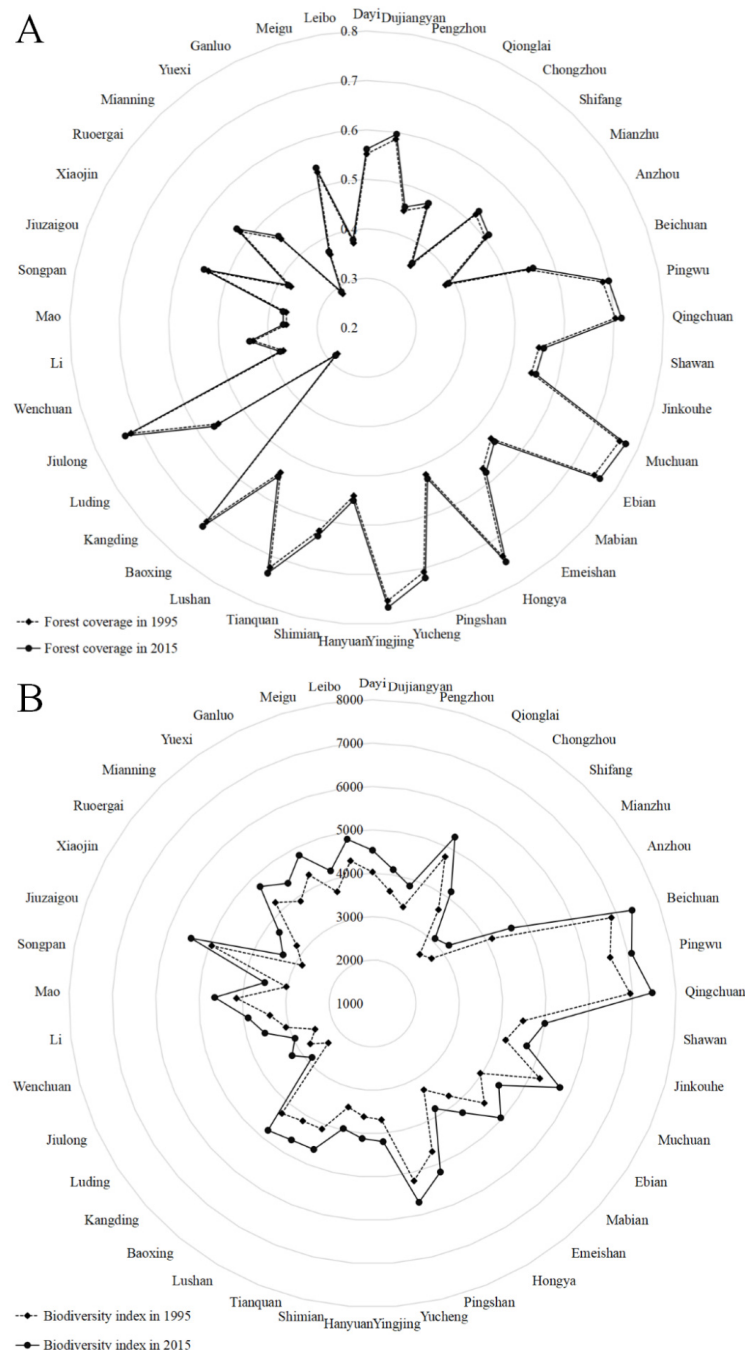 A
Dayi
Dujiangyan
Pengzhou
Qionglai
Chongzhou
Shifang
Mianzhu
Anzhou
Beichuan
Pingwu
Qingchuan
Shawan
Jinkouhe
Muchuan
Ebian
Mabian
Emeishan
Hongya
Pingshan
Yucheng
Yingjing
Hanyuan
Shimian
Tianquan
Lushan
Baoxing
Kangding
Luding
Jiulong
Wenchuan
Li
Mao
Songpan
Jiuzaigou
Xiaojin
Ruoergai
Mianning
Yuexi
Ganluo
Meigu
Leibo
0.8
0.7
0.6
0.5
0.4
0.3
0.2
Forest coverage in 1995
Forest coverage in 2015
B
Dayi
Dujiangyan
Pengzhou
Qionglai
Chongzhou
Shifang
Mianzhu
Anzhou
Beichuan
Pingwu
Qingchuan
Shawan
Jinkouhe
Muchuan
Ebian
Mabian
Emeishan
Hongya
Pingshan
Yucheng
Yingjing
Hanyuan
Shimian
Tianquan
Lushan
Baoxing
Kangding
Luding
Jiulong
Wenchuan
Li
Mao
Songpan
Jiuzaigou
Xiaojin
Ruoergai
Mianning
Yuexi
Ganluo
Meigu
Leibo
8000
7000
6000
5000
4000
3000
2000
1000
Biodiversity index in 1995
Biodiversity index in 2015